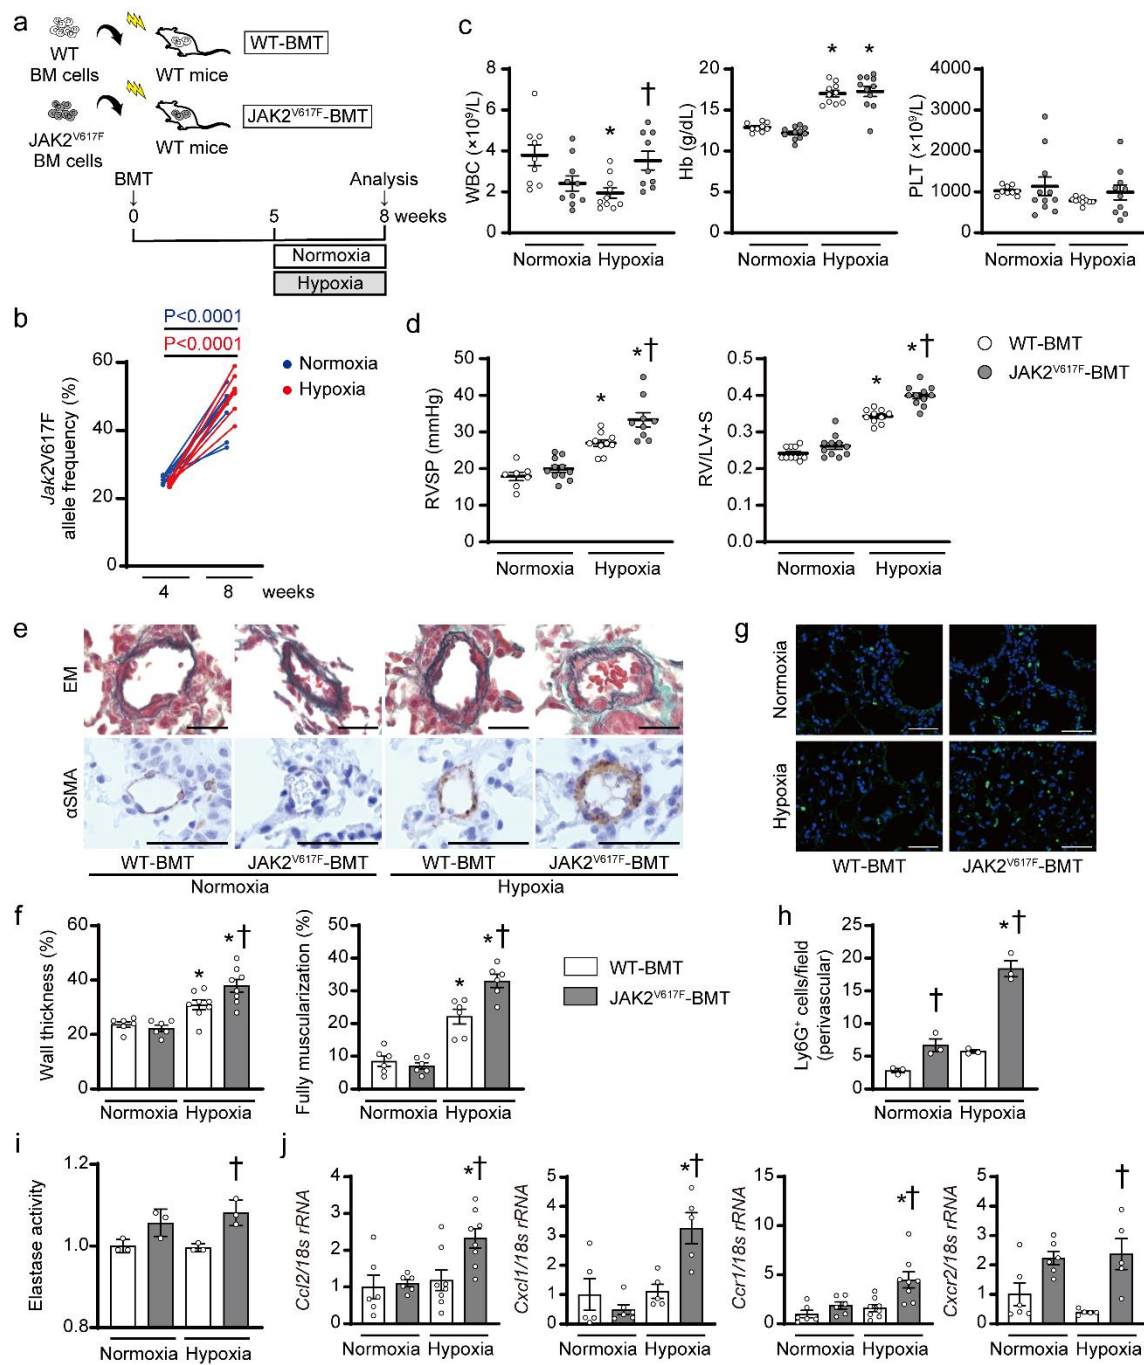 a
WT
BM cells
WT mice
WT-BMT
JAK2V617F
BM cells
WT mice
JAK2V617F-BMT
BMT
Analysis
0
5
8 weeks
Normoxia
Hypoxia
b
P<0.0001
P<0.0001
Normoxia
Hypoxia
Jak2V617F
allele frequency (%)
60
40
20
0
4
8
weeks
c
WBC (×10⁹/L)
8
6
4
2
0
*
†
Normoxia Hypoxia
Hb (g/dL)
20
15
10
5
0
*
*
Normoxia Hypoxia
PLT (×10⁹/L)
4000
3000
2000
1000
0
Normoxia Hypoxia
d
RVSP (mmHg)
50
40
30
20
10
0
*
*†
Normoxia Hypoxia
RV/LV+S
0.5
0.4
0.3
0.2
0.1
0.0
*
*†
Normoxia Hypoxia
WT-BMT
JAK2V617F-BMT
e
EM
αSMA
WT-BMT JAK2V617F-BMT WT-BMT JAK2V617F-BMT
Normoxia Hypoxia
f
Wall thickness (%)
60
40
20
0
*
*†
Normoxia Hypoxia
Fully muscularization (%)
50
40
30
20
10
0
*
*†
Normoxia Hypoxia
WT-BMT
JAK2V617F-BMT
g
Normoxia
Hypoxia
WT-BMT JAK2V617F-BMT
h
Ly6G⁺ cells/field
(perivascular)
25
20
15
10
5
0
†
*†
Normoxia Hypoxia
i
Elastase activity
1.2
1.0
0.8
†
Normoxia Hypoxia
j
Ccl2/18s rRNA
4
3
2
1
0
*†
Normoxia Hypoxia
Cxcl1/18s rRNA
5
4
3
2
1
0
*†
Normoxia Hypoxia
Ccr1/18s rRNA
15
10
5
0
*†
Normoxia Hypoxia
Cxcr2/18s rRNA
5
4
3
2
1
0
†
Normoxia Hypoxia